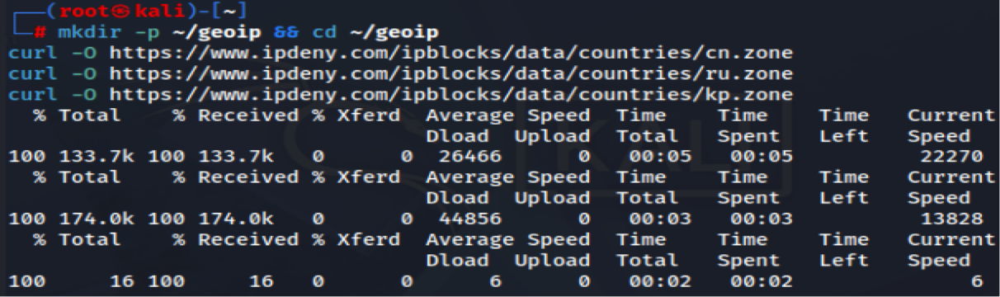 (root㉿kali)-[~]
# mkdir -p ~/geoip && cd ~/geoip
curl -O https://www.ipdeny.com/ipblocks/data/countries/cn.zone
curl -O https://www.ipdeny.com/ipblocks/data/countries/ru.zone
curl -O https://www.ipdeny.com/ipblocks/data/countries/kp.zone
% Total % Received % Xferd Average Speed Time Time Time Current
Dload Upload Total Spent Left Speed
100 133.7k 100 133.7k 0 0 26466 0 00:05 00:05 22270
% Total % Received % Xferd Average Speed Time Time Time Current
Dload Upload Total Spent Left Speed
100 174.0k 100 174.0k 0 0 44856 0 00:03 00:03 13828
% Total % Received % Xferd Average Speed Time Time Time Current
Dload Upload Total Spent Left Speed
100 16 100 16 0 0 6 0 00:02 00:02 6